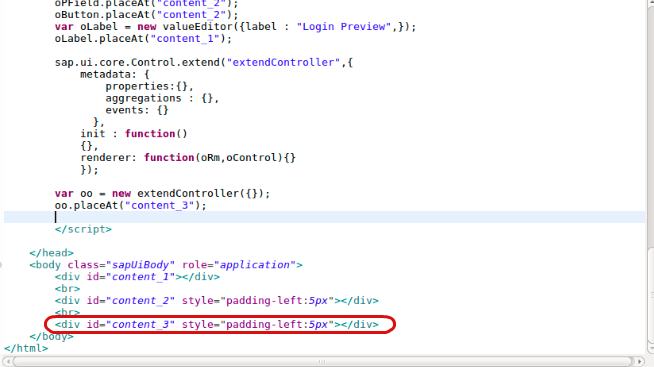 oPField.placeAt("content_2");
oButton.placeAt("content_2");
var oLabel = new valueEditor({label : "Login Preview",});
oLabel.placeAt("content_1");
sap.ui.core.Control.extend("extendController",{
metadata: {
properties:{},
aggregations : {},
events: {}
},
init : function()
{},
renderer: function(oRm,oControl){}
});
var oo = new extendController({});
oo.placeAt("content_3");
</script>
</head>
<body class="sapUiBody" role="application">
<div id="content_1"></div>
<br>
<div id="content_2" style="padding-left:5px"></div>
<br>
<div id="content_3" style="padding-left:5px"></div>
</body>
</html>